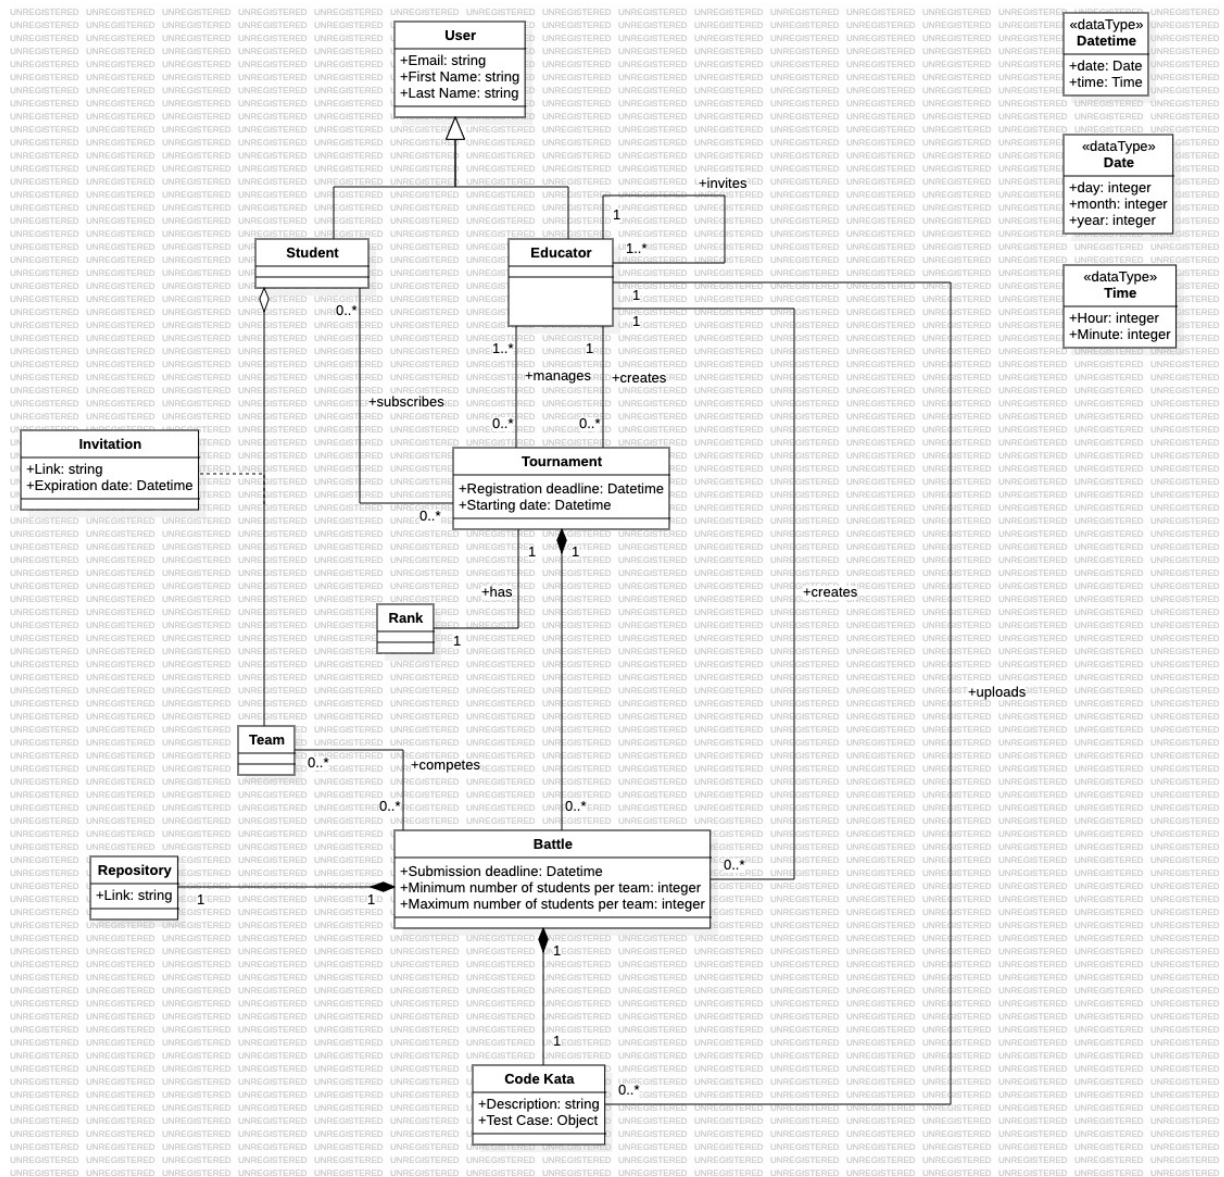 User
+Email: string
+First Name: string
+Last Name: string
«dataType»
Datetime
+date: Date
+time: Time
«dataType»
Date
+day: integer
+month: integer
+year: integer
«dataType»
Time
+Hour: integer
+Minute: integer
+invites
1
1..*
Student
Educator
0..*
1
1
1..*
1
+manages
+creates
+subscribes
0..*
0..*
Invitation
+Link: string
+Expiration date: Datetime
Tournament
+Registration deadline: Datetime
+Starting date: Datetime
0..*
1
1
+has
+creates
Rank
1
+uploads
Team
0..*
+competes
0..*
0..*
Battle
+Submission deadline: Datetime
+Minimum number of students per team: integer
+Maximum number of students per team: integer
0..*
Repository
+Link: string
1
1
1
1
Code Kata
+Description: string
+Test Case: Object
0..*
UNREGISTERED